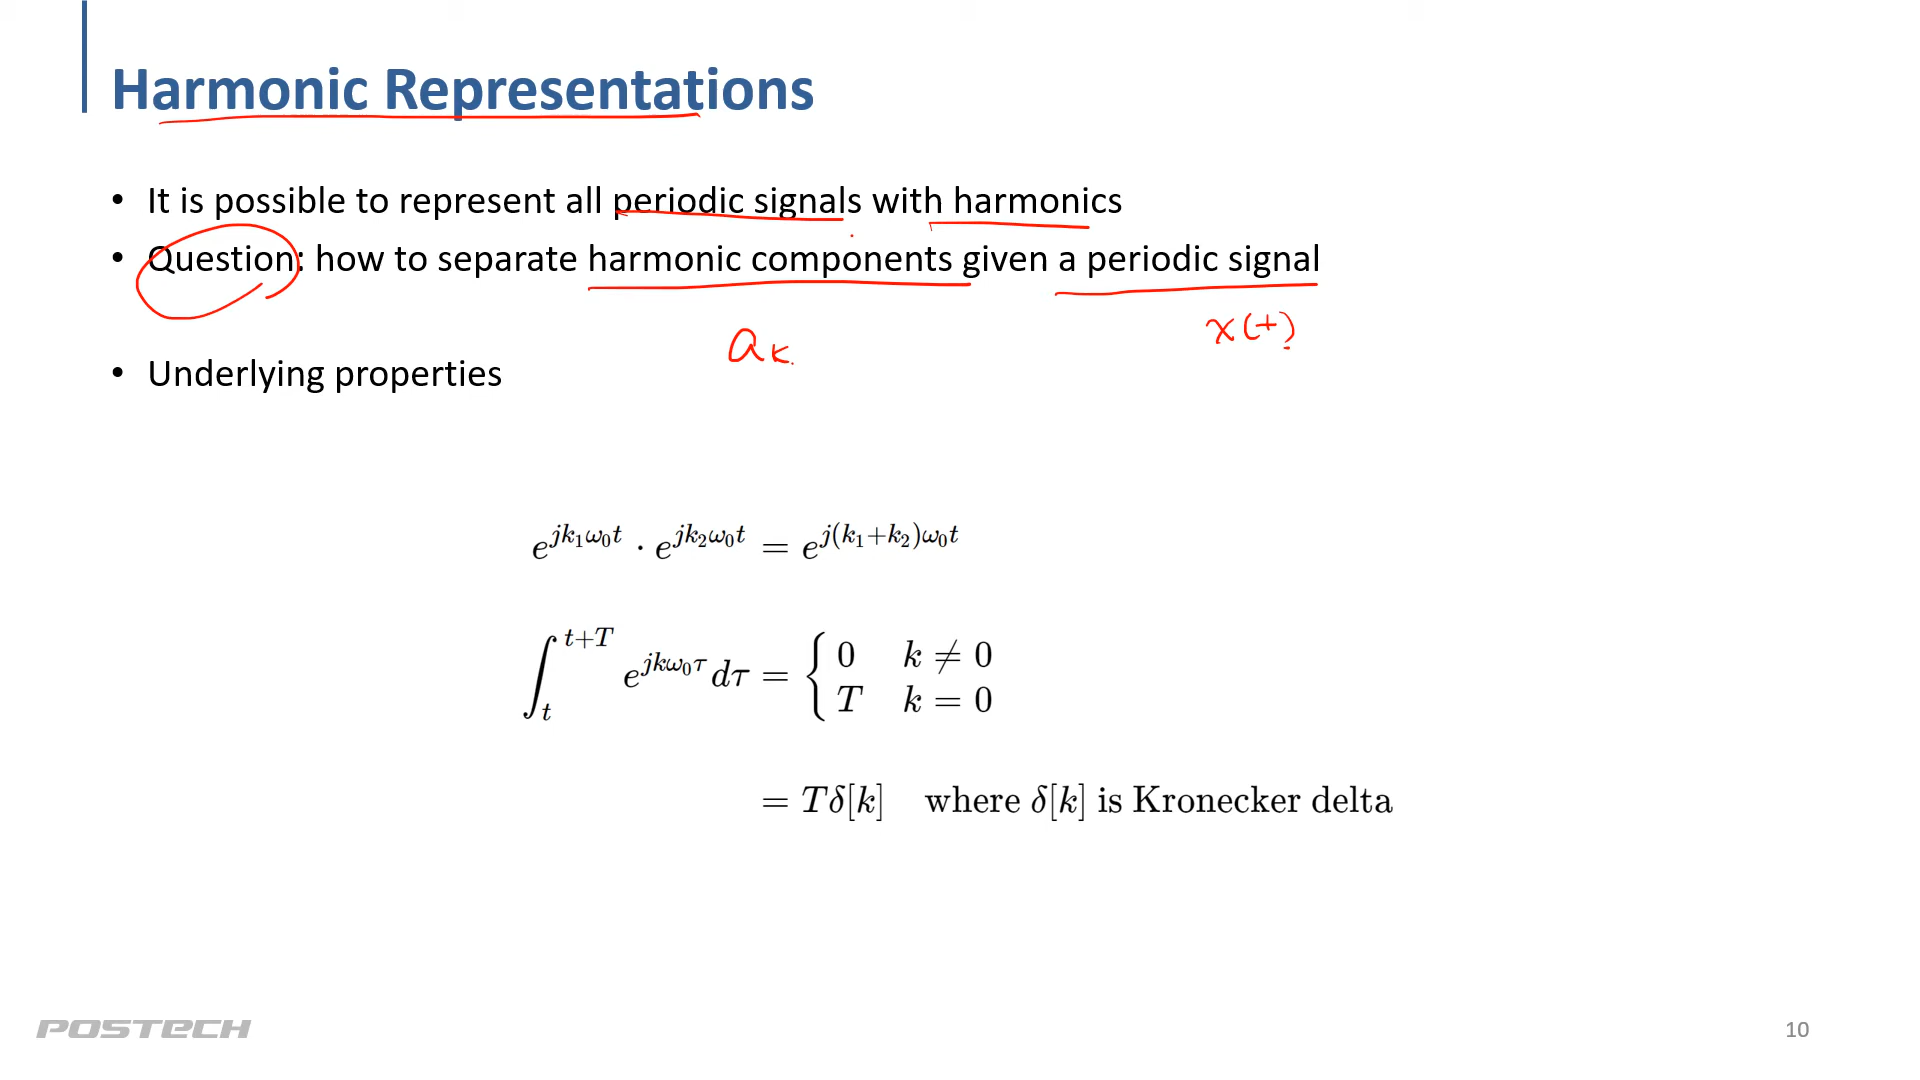 Harmonic Representations
• It is possible to represent all periodic signals with harmonics
• Question: how to separate harmonic components given a periodic signal
a_k
x(t)
• Underlying properties
e^{jk_1ω_0t} · e^{jk_2ω_0t} = e^{j(k_1+k_2)ω_0t}
∫_t^{t+T} e^{jkω_0τ} dτ = { 0 k ≠ 0
T k = 0
= Tδ[k] where δ[k] is Kronecker delta
POSTECH
10